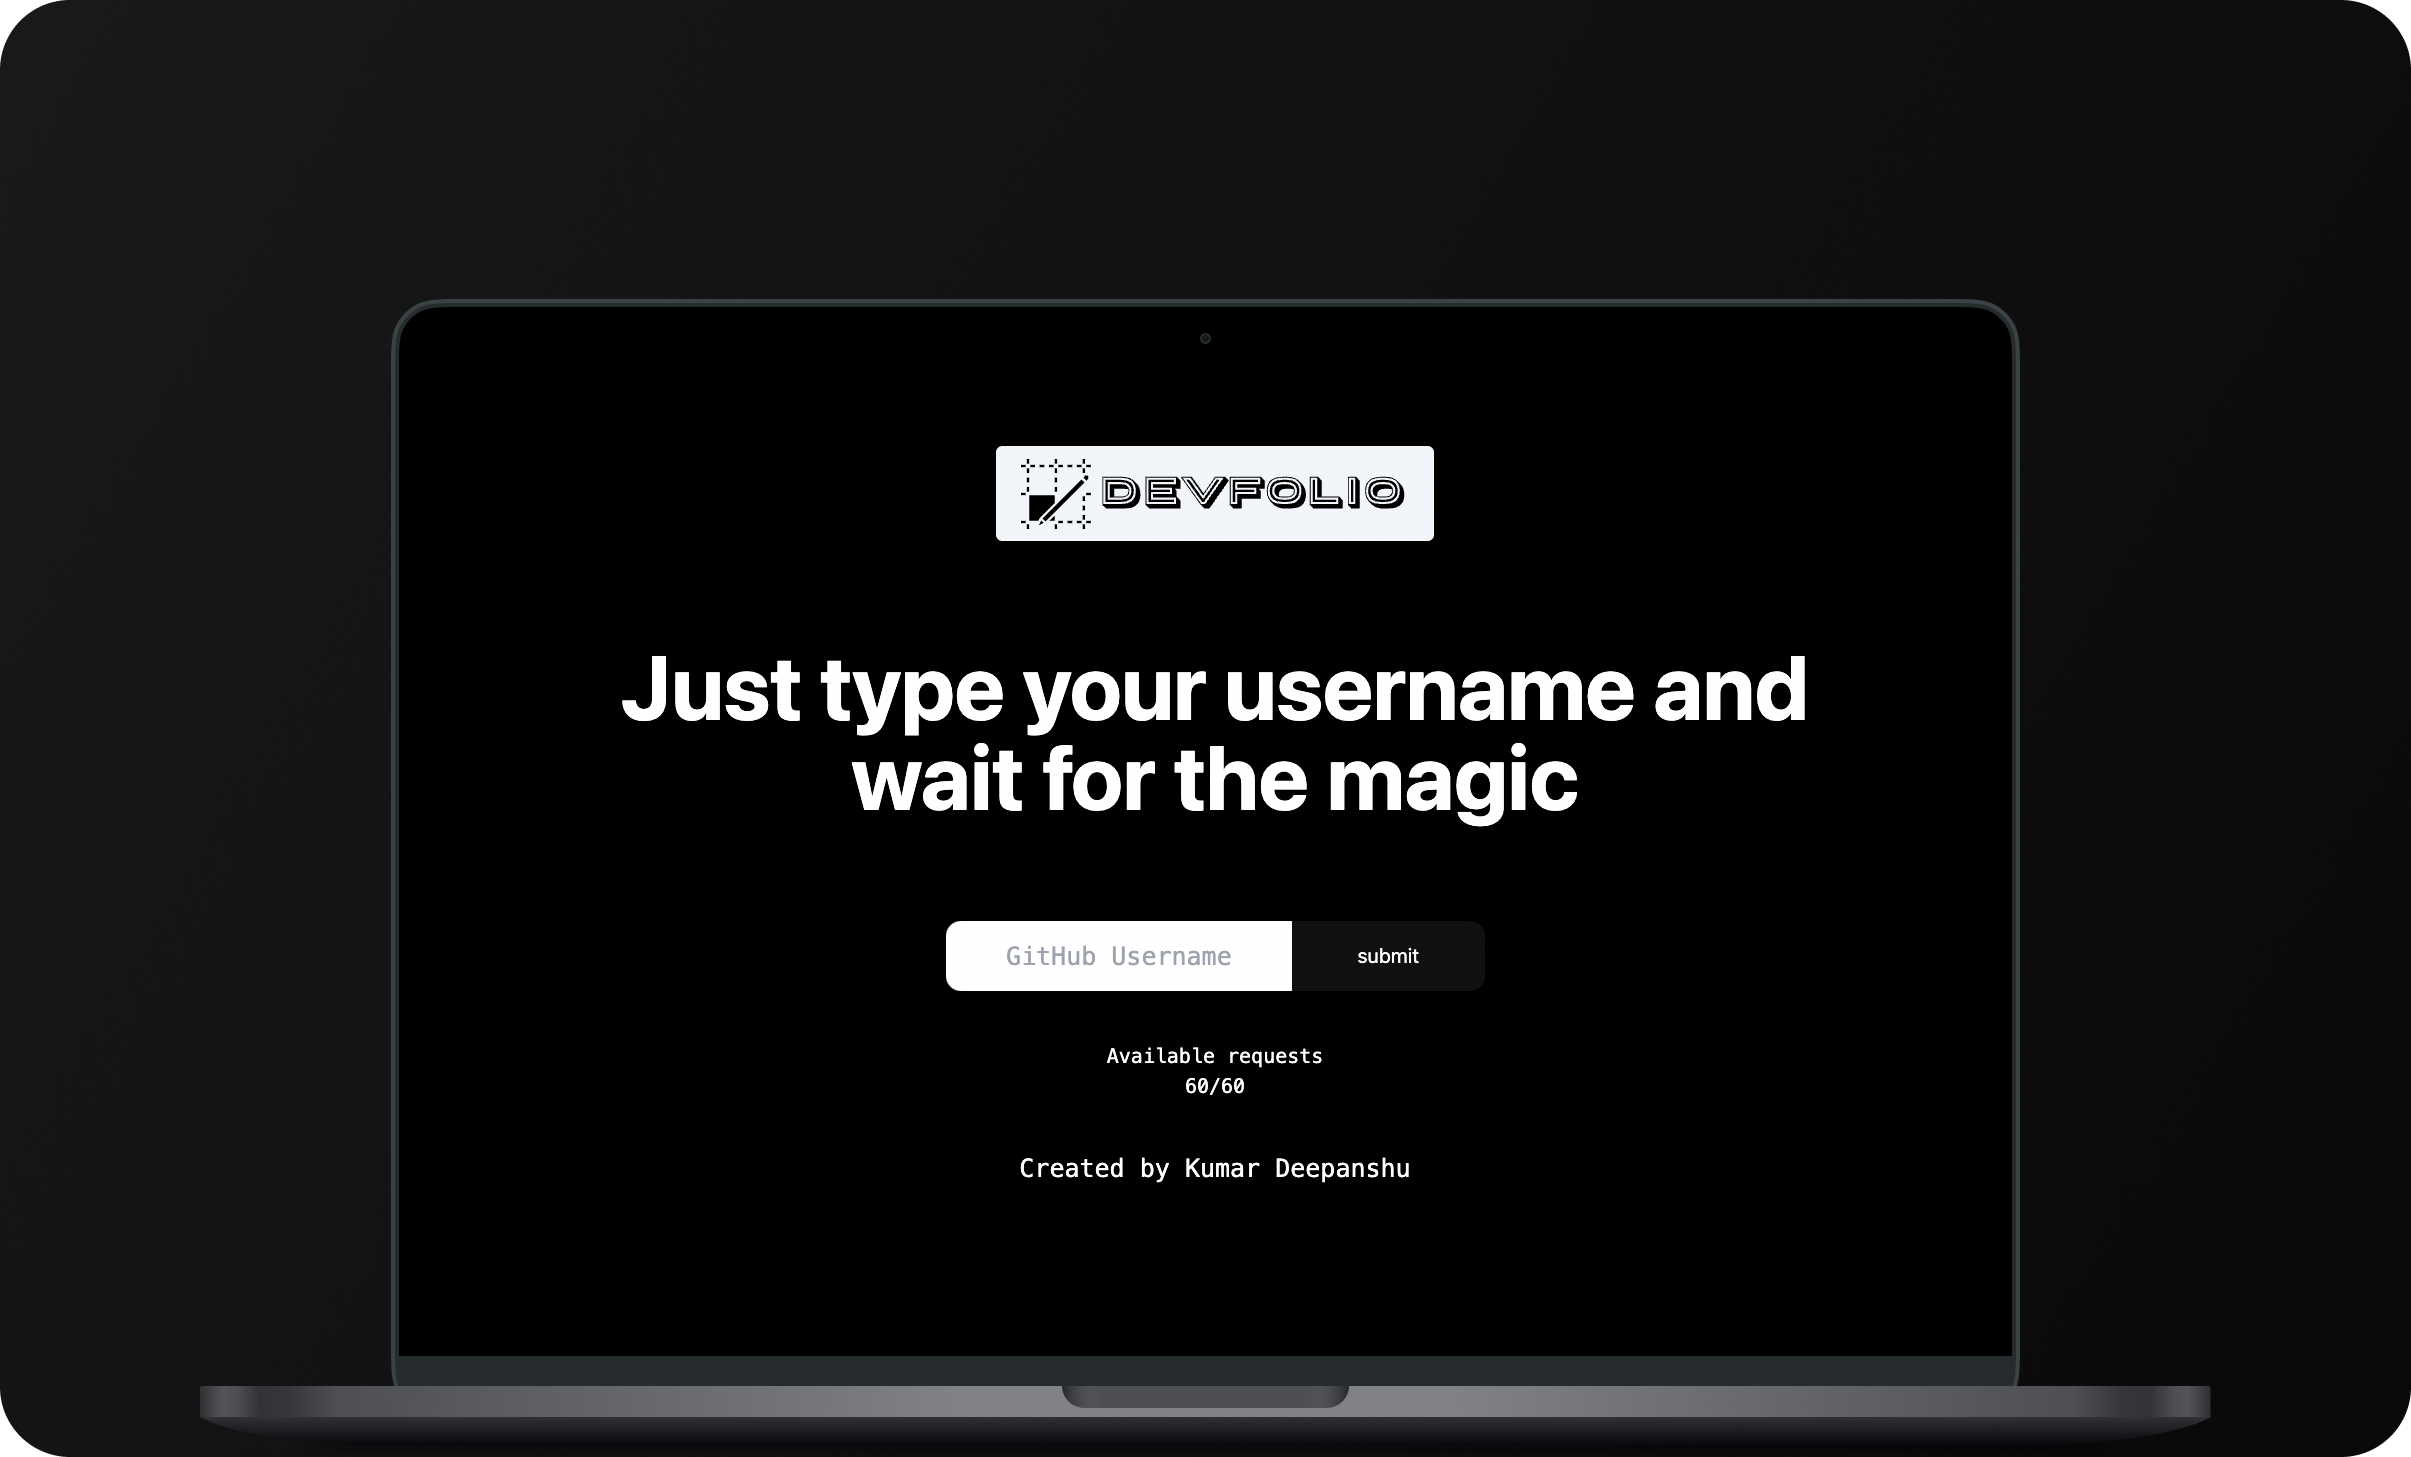 DEVFOLIO
Just type your username and
wait for the magic
GitHub Username
submit
Available requests
60/60
Created by Kumar Deepanshu